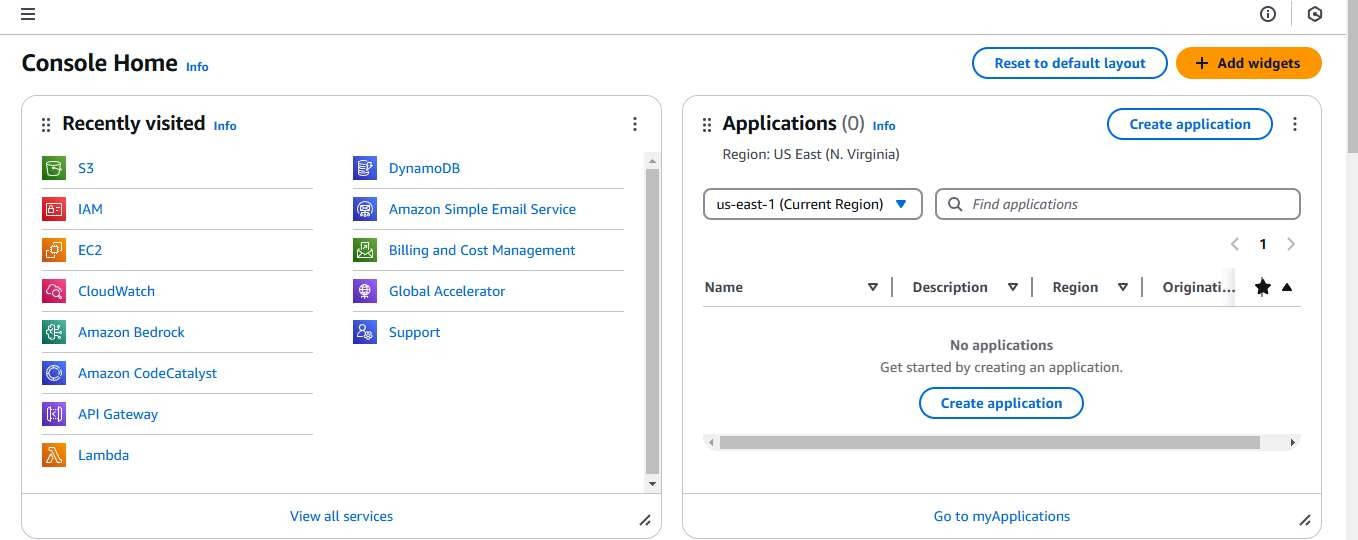 Console Home Info
Reset to default layout
+ Add widgets
Recently visited Info
S3
IAM
EC2
CloudWatch
Amazon Bedrock
Amazon CodeCatalyst
API Gateway
Lambda
DynamoDB
Amazon Simple Email Service
Billing and Cost Management
Global Accelerator
Support
View all services
Applications (0) Info
Create application
Region: US East (N. Virginia)
us-east-1 (Current Region)
Find applications
1
Name Description Region Originati...
No applications
Get started by creating an application.
Create application
Go to myApplications